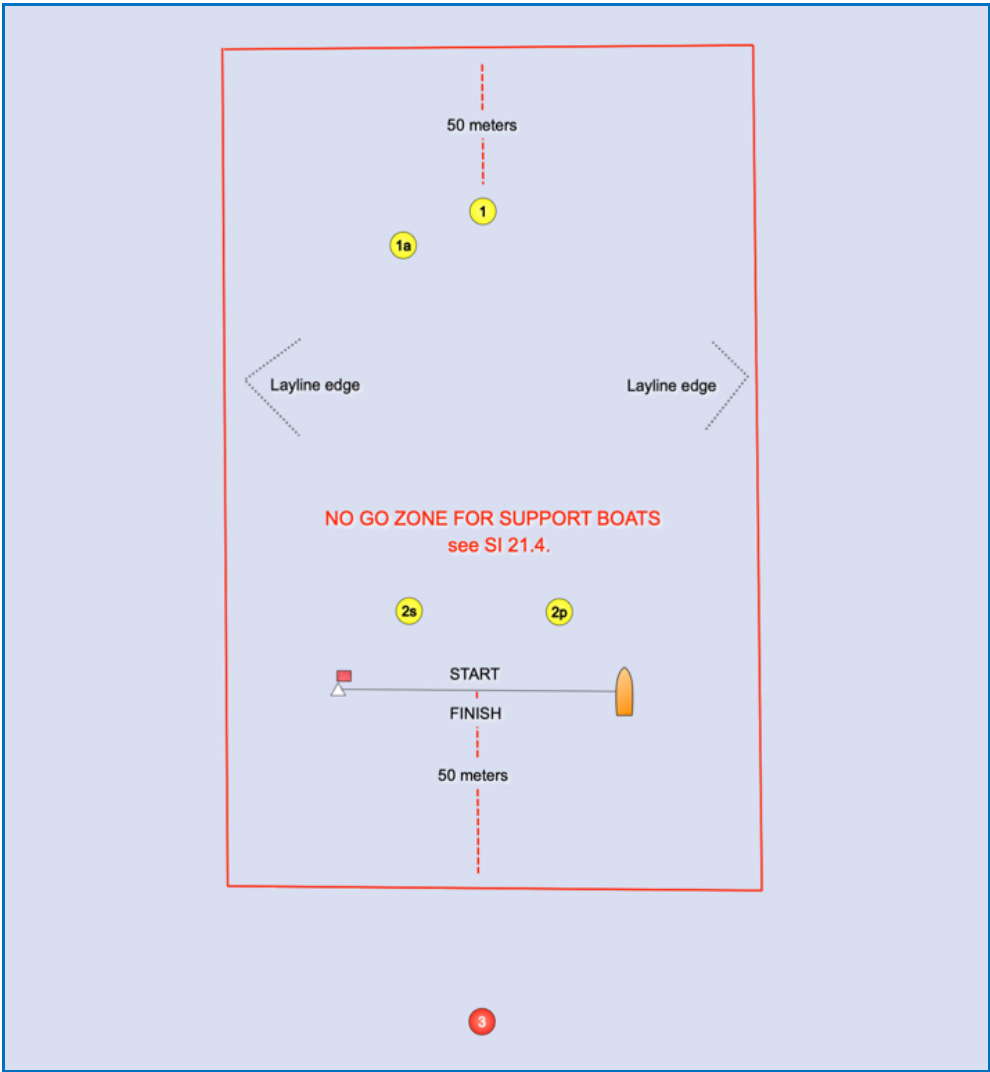 50 meters
1
1a
Layline edge
Layline edge
NO GO ZONE FOR SUPPORT BOATS
see SI 21.4.
2s
2p
START
FINISH
50 meters
3